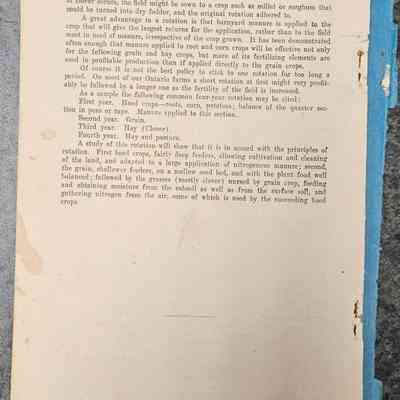 of fewer acres, the field might be sown to a crop such as millet or sorghum that
could be turned into dry fodder, and the original rotation adhered to.
A great advantage in a rotation is that barnyard manure is applied to the
crop that will give the largest returns for the application, rather than to the field
most in need of manure, irrespective of the crop grown. It has been demonstrated
often enough that manure applied to root and corn crops will be effective not only
for the following grain and hay crops, but more of its fertilizing elements are
used in profitable production than if applied directly to the grain crops.
Of course it is not the best policy to stick to one rotation for too long a
period. On most of our Ontario farms a short rotation at first might very profit-
ably be followed by a longer one as the fertility of the field is increased.
As a sample the following common four-year rotation may be cited:
First year. Hoed crops—roots, corn, potatoes; balance of the quarter sec-
tion in peas or rape. Manure applied to this section.
Second year. Grain.
Third year. Hay (Clover)
Fourth year. Hay and pasture.
A study of this rotation will show that it is in accord with the principles of
rotation. First hoed crops, fairly deep feeders, allowing cultivation and cleaning
of the land, and adapted to a large application of nitrogenous manure; second,
the grain, shallower feeders, on a mellow seed bed, and with the plant food well
balanced; followed by the grasses (mostly clover) nursed by grain crop, feeding
and obtaining moisture from the subsoil as well as from the surface soil, and
gathering nitrogen from the air, some of which is used by the succeeding hoed
crops